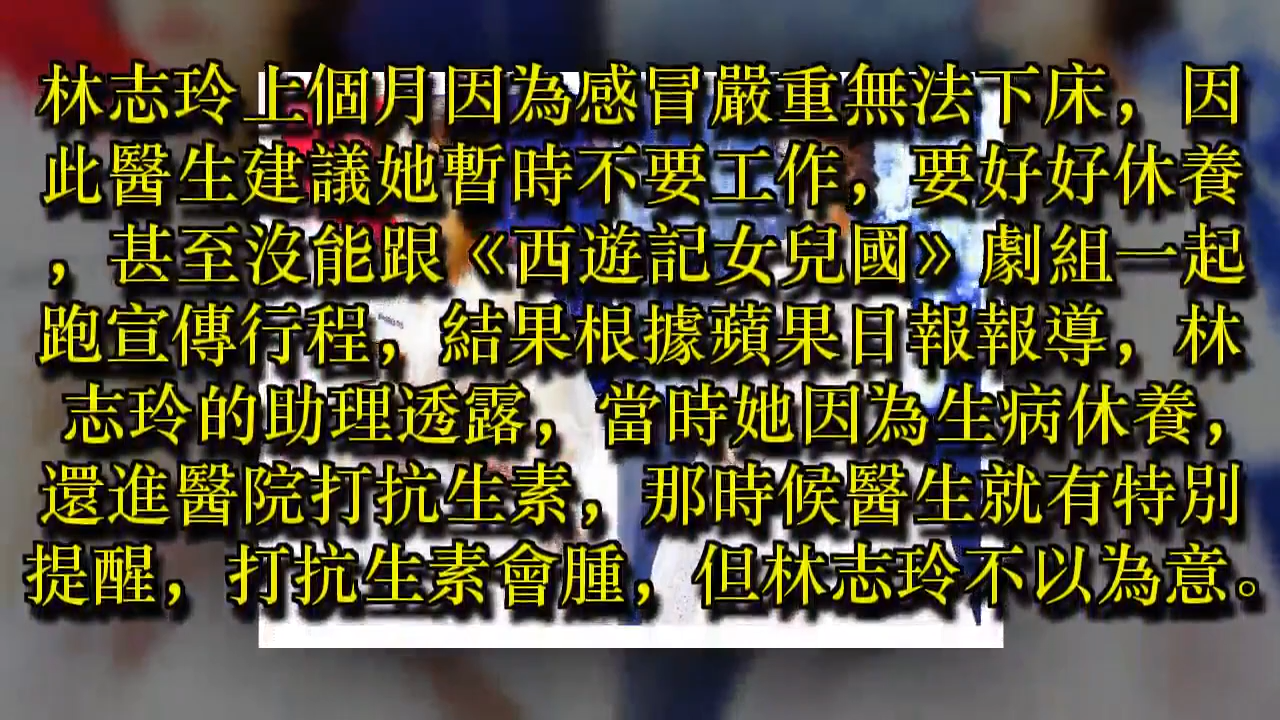 林志玲上個月因為感冒嚴重無法下床，因
此醫生建議她暫時不要工作，要好好休養
，甚至沒能跟《西遊記女兒國》劇組一起
跑宣傳行程，結果根據蘋果日報報導，林
志玲的助理透露，當時她因為生病休養，
還進醫院打抗生素，那時候醫生就有特別
提醒，打抗生素會腫，但林志玲不以為意。